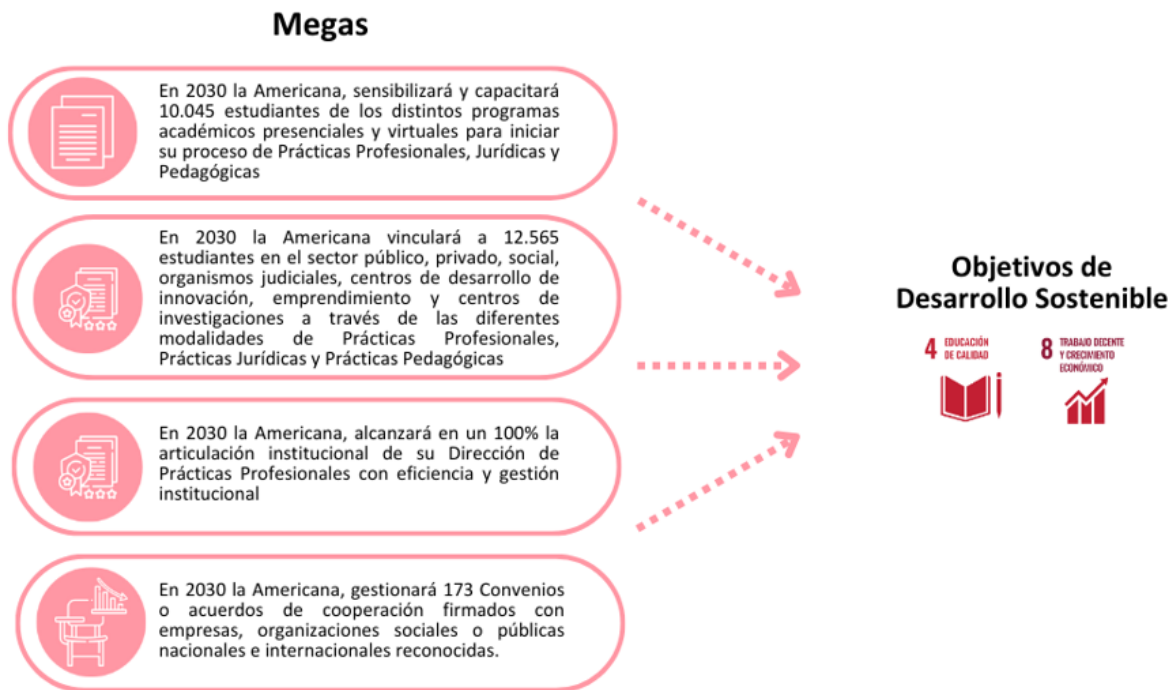 Megas
En 2030 la Americana, sensibilizará y capacitará
10.045 estudiantes de los distintos programas
académicos presenciales y virtuales para iniciar
su proceso de Prácticas Profesionales, Jurídicas y
Pedagógicas
En 2030 la Americana vinculará a 12.565
estudiantes en el sector público, privado, social,
organismos judiciales, centros de desarrollo de
innovación, emprendimiento y centros de
investigaciones a través de las diferentes
modalidades de Prácticas Profesionales,
Prácticas Jurídicas y Prácticas Pedagógicas
En 2030 la Americana, alcanzará en un 100% la
articulación institucional de su Dirección de
Prácticas Profesionales con eficiencia y gestión
institucional
En 2030 la Americana, gestionará 173 Convenios
o acuerdos de cooperación firmados con
empresas, organizaciones sociales o públicas
nacionales e internacionales reconocidas.
Objetivos de
Desarrollo Sostenible
4 EDUCACIÓN
DE CALIDAD
8 TRABAJO DECENTE
Y CRECIMIENTO
ECONÓMICO